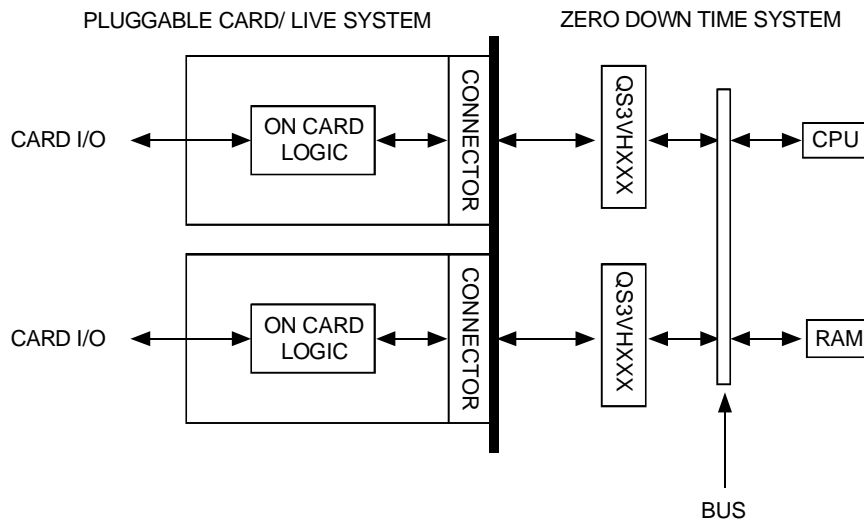 PLUGGABLE CARD/ LIVE SYSTEM
ZERO DOWN TIME SYSTEM
CARD I/O
ON CARD
LOGIC
CONNECTOR
QS3VHXXX
CPU
CARD I/O
ON CARD
LOGIC
CONNECTOR
QS3VHXXX
RAM
BUS